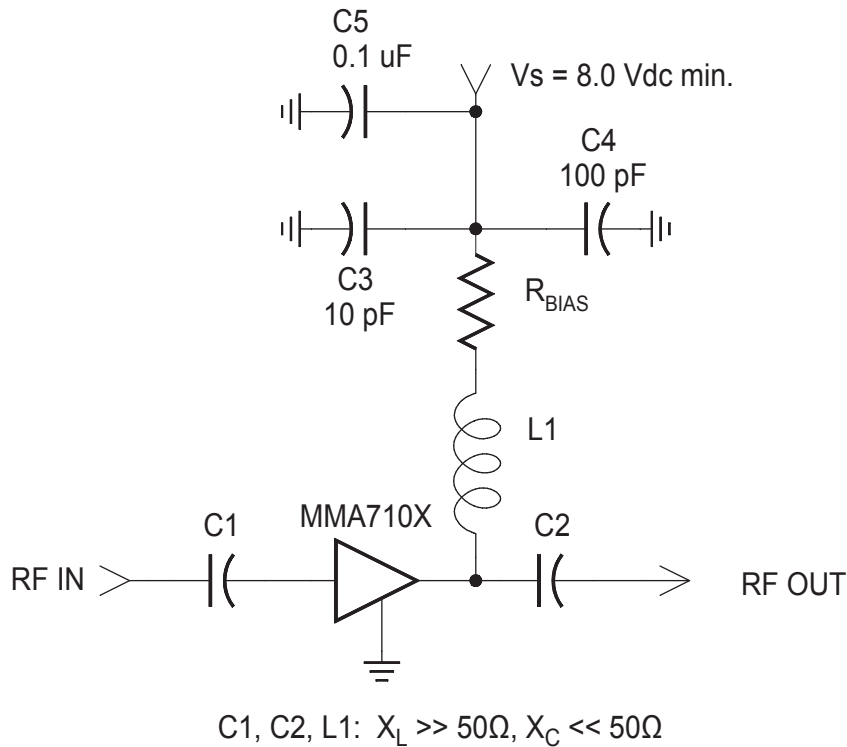 C5
0.1 uF
Vs = 8.0 Vdc min.
C4
100 pF
C3
10 pF
R_BIAS
L1
C1
MMA710X
C2
RF IN
RF OUT
C1, C2, L1: X_L >> 50Ω, X_C << 50Ω